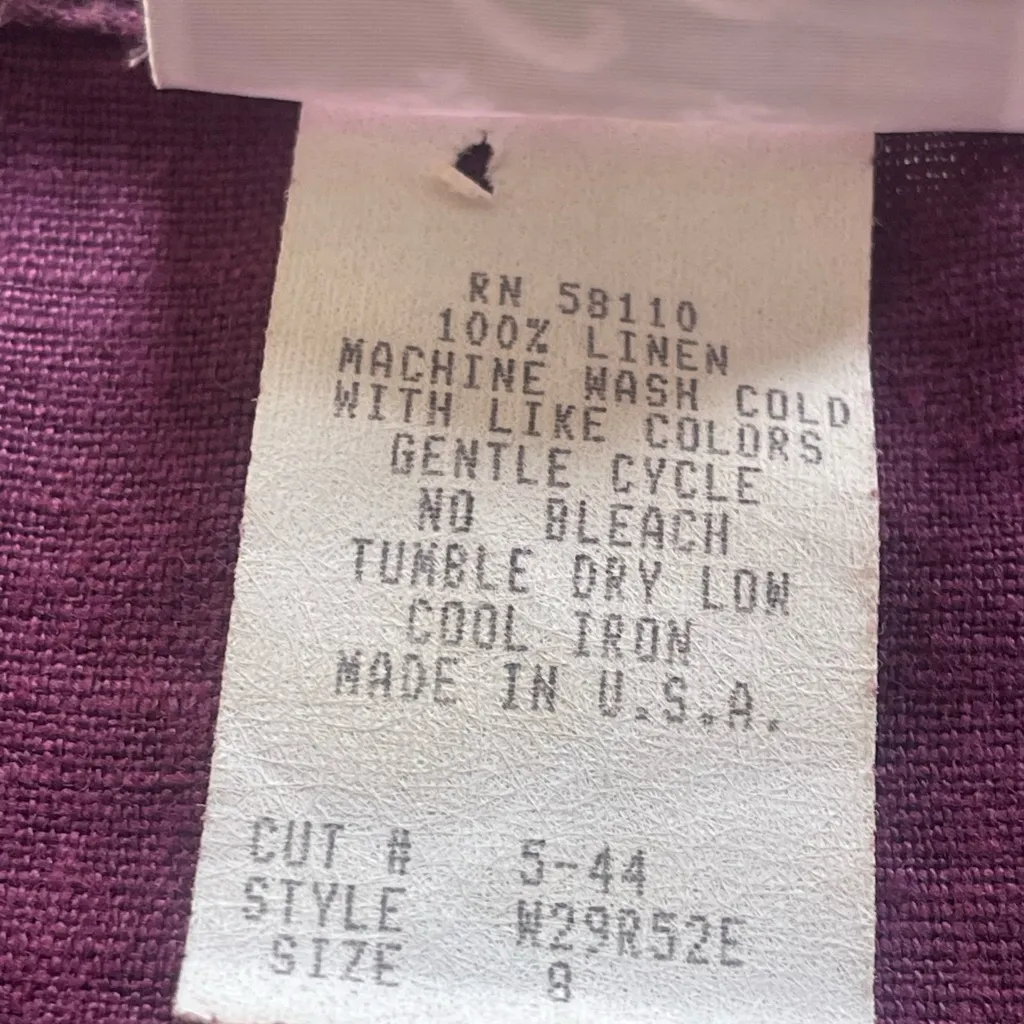 RN 58110
100% LINEN
MACHINE WASH COLD
WITH LIKE COLORS
GENTLE CYCLE
NO BLEACH
TUMBLE DRY LOW
COOL IRON
MADE IN U.S.A.
CUT # 5-44
STYLE W29R52E
SIZE 8